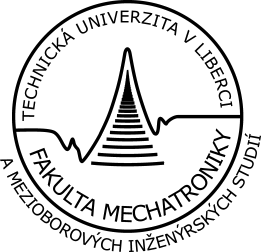 TECHNICKÁ UNIVERZITA V LIBERCI
FAKULTA MECHATRONIKY
A MEZIOBOROVÝCH INŽENÝRSKÝCH STUDIÍ